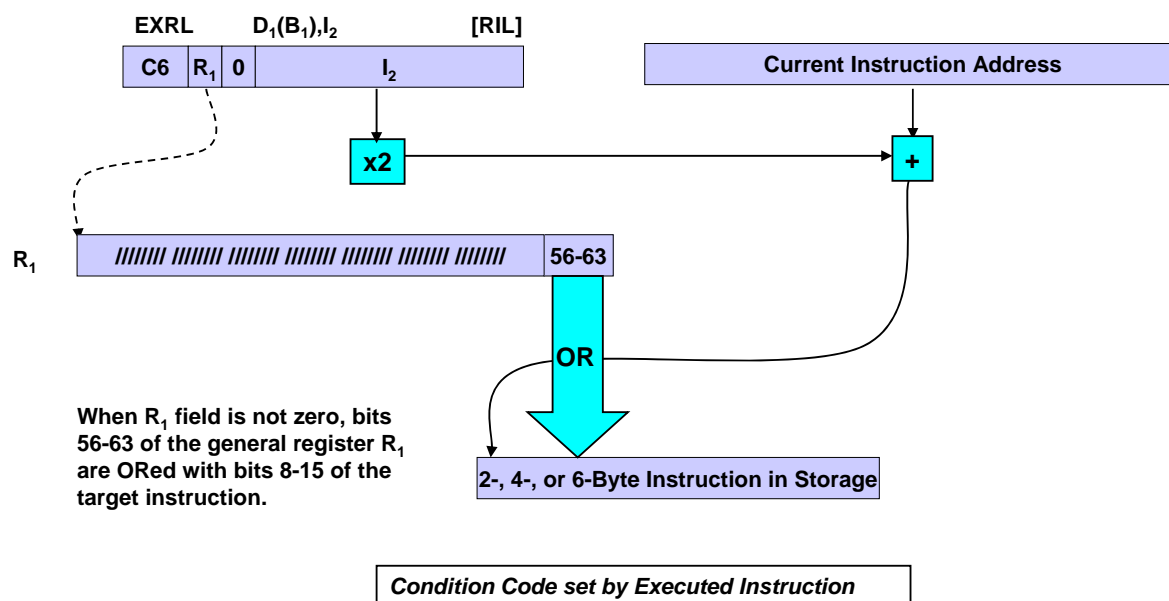 EXRL D₁(B₁),I₂ [RIL]
C6 R₁ 0 I₂
Current Instruction Address
x2
+
R₁ //////// //////// //////// //////// //////// //////// //////// 56-63
OR
When R₁ field is not zero, bits
56-63 of the general register R₁
are ORed with bits 8-15 of the
target instruction.
2-, 4-, or 6-Byte Instruction in Storage
Condition Code set by Executed Instruction